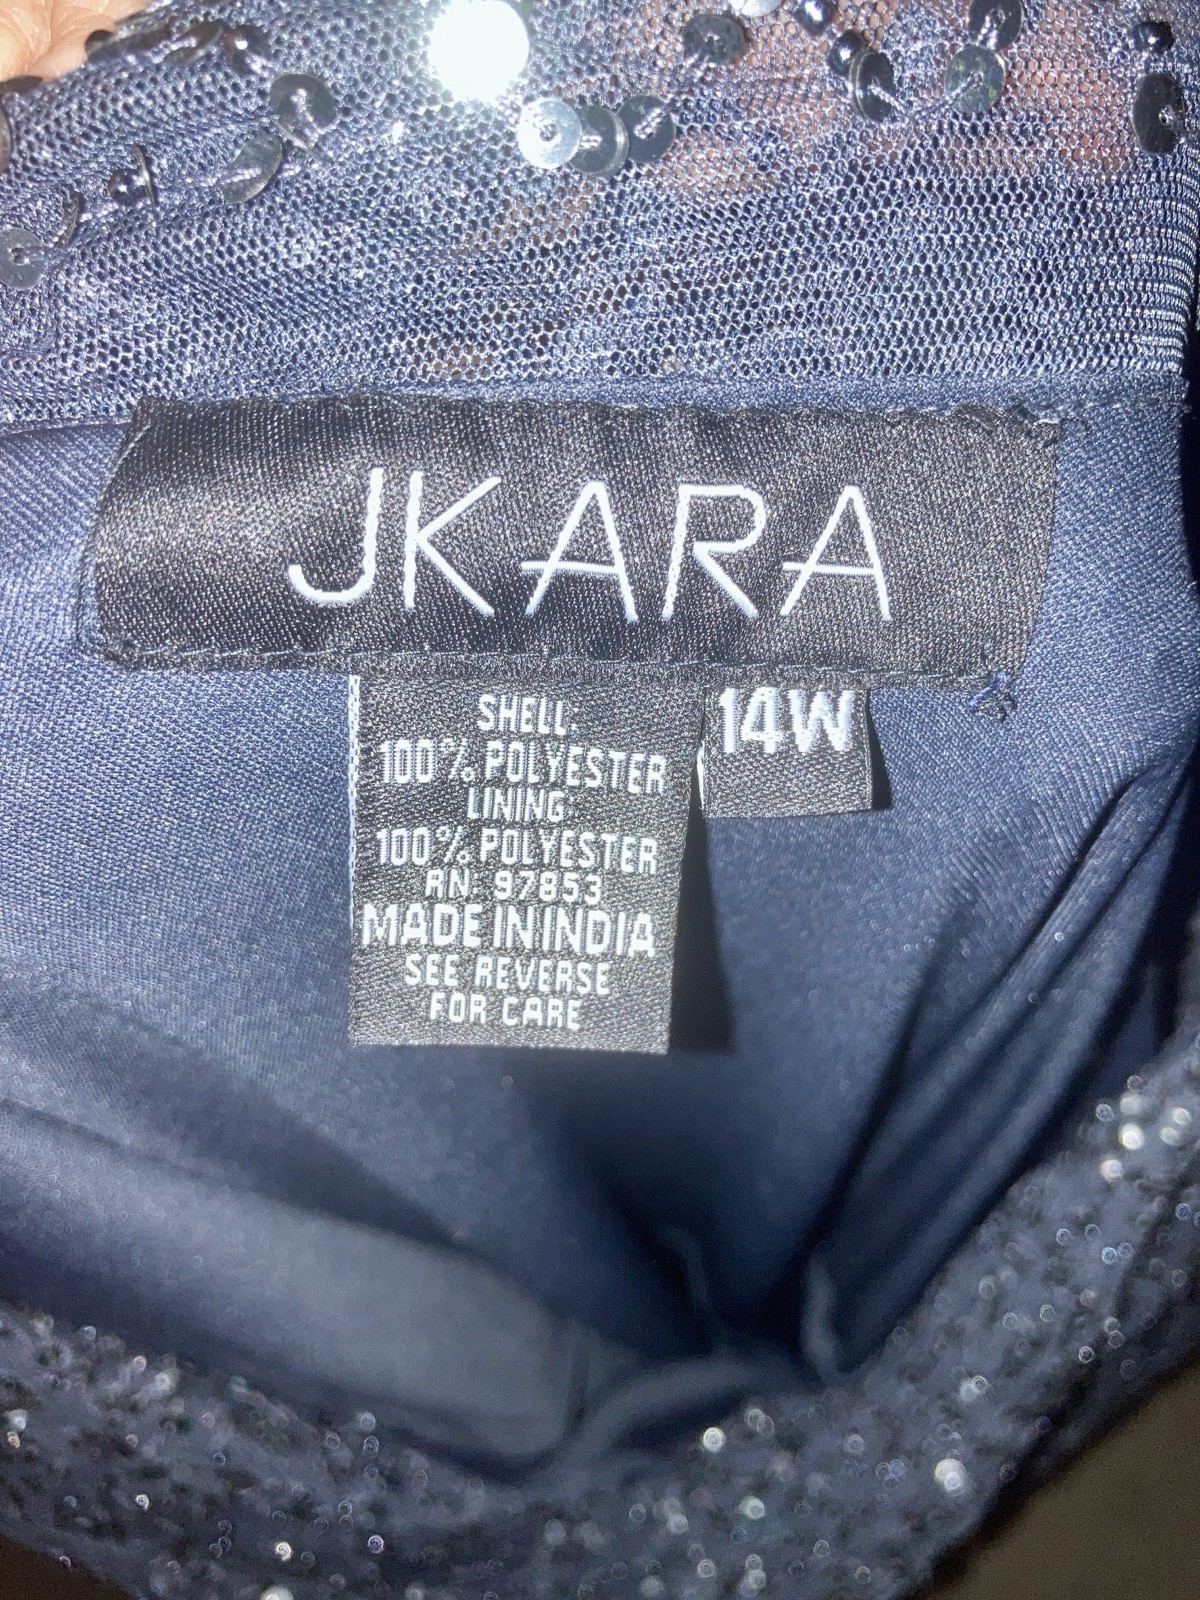 JKARA
14W
SHELL:
100% POLYESTER
LINING:
100% POLYESTER
RN: 97853
MADE IN INDIA
SEE REVERSE
FOR CARE